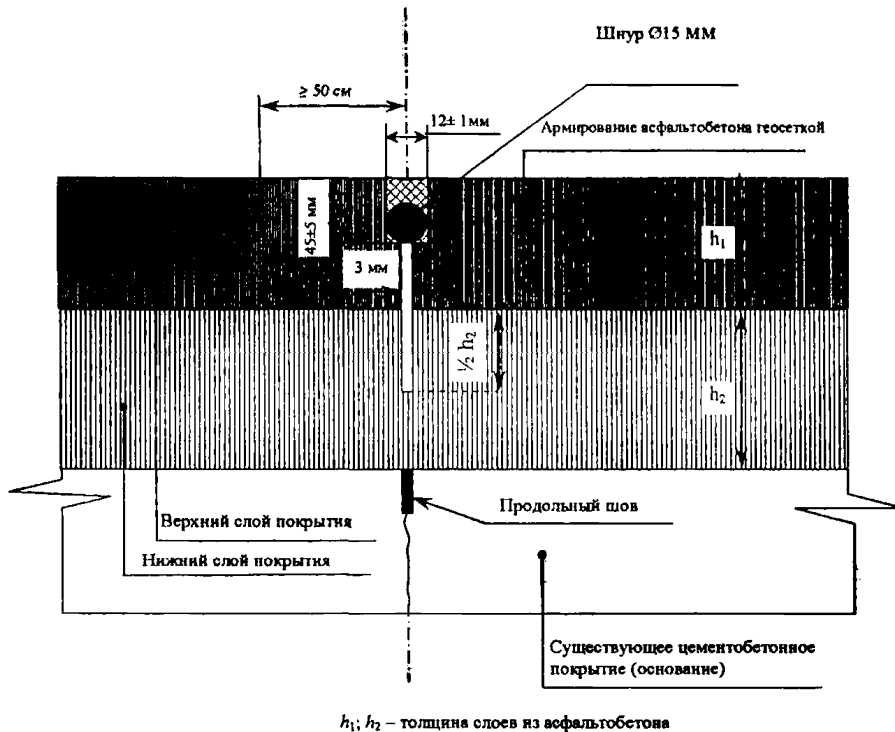 Шнур Ø15 ММ
≥ 50 см
12± 1мм
Армирование асфальтобетона геосеткой
45±5 мм
h₁
3 мм
½ h₂
h₂
Продольный шов
Верхний слой покрытия
Нижний слой покрытия
Существующее цементобетонное
покрытие (основание)
h₁; h₂ – толщина слоев из асфальтобетона